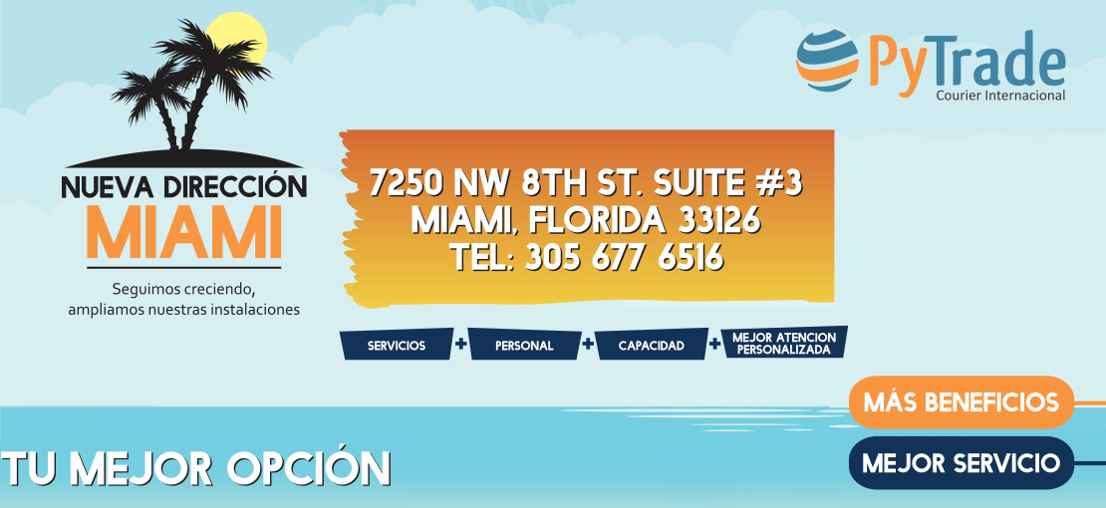 PyTrade
Courier Internacional
NUEVA DIRECCIÓN
MIAMI
Seguimos creciendo,
ampliamos nuestras instalaciones
7250 NW 8TH ST. SUITE #3
MIAMI, FLORIDA 33126
TEL: 305 677 6516
SERVICIOS + PERSONAL + CAPACIDAD + MEJOR ATENCION
PERSONALIZADA
MÁS BENEFICIOS
MEJOR SERVICIO
TU MEJOR OPCIÓN